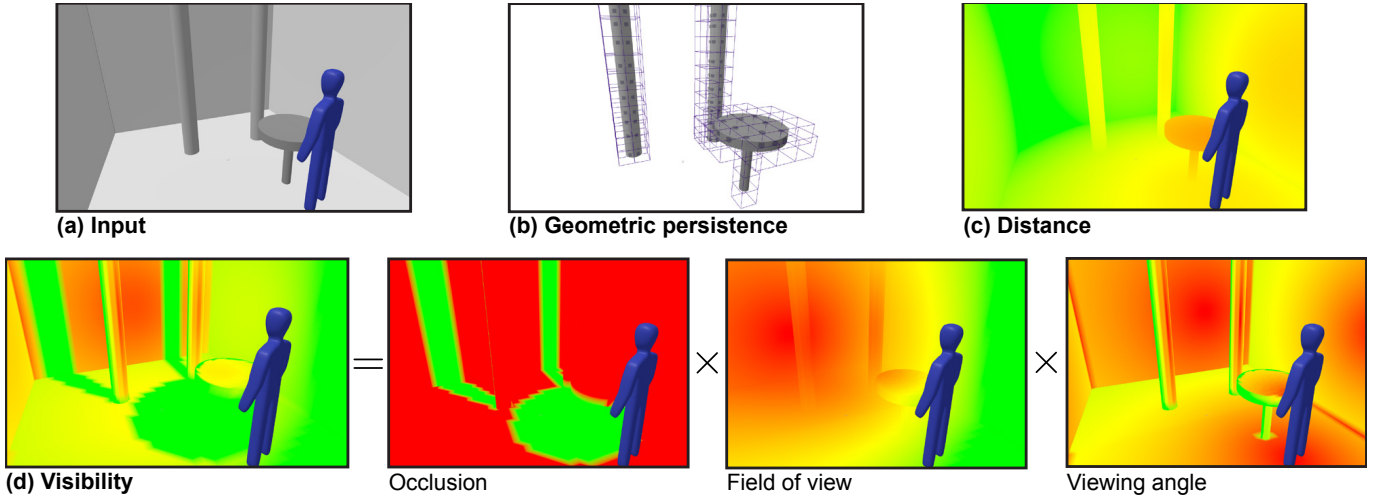 (a) Input
(b) Geometric persistence
(c) Distance
=
×
×
(d) Visibility
Occlusion
Field of view
Viewing angle